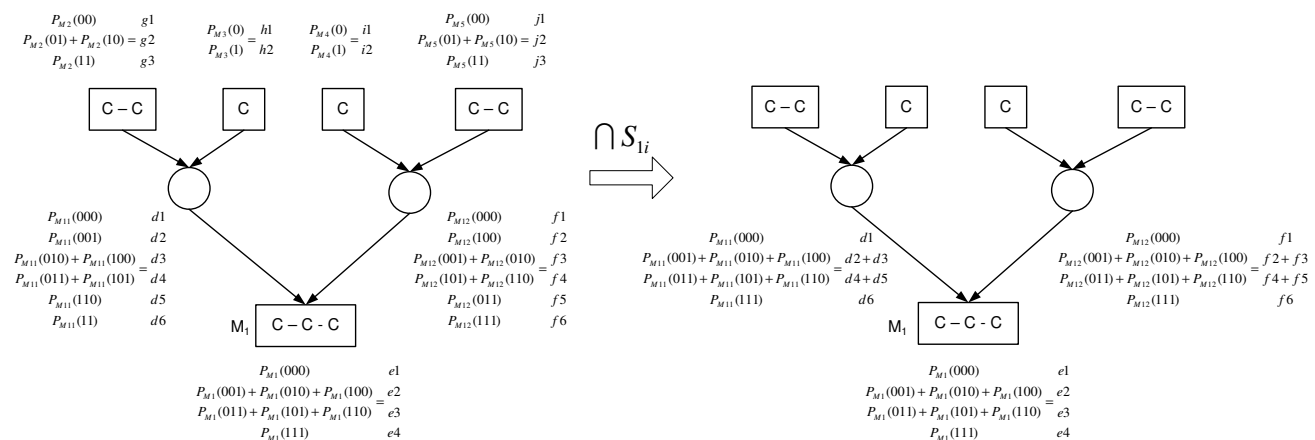 P_{M2}(00) g1
P_{M2}(01) + P_{M2}(10) = g2
P_{M2}(11) g3
P_{M3}(0) = h1
P_{M3}(1) h2
P_{M4}(0) = i1
P_{M4}(1) i2
P_{M5}(00) j1
P_{M5}(01) + P_{M5}(10) = j2
P_{M5}(11) j3
C – C
C
C
C – C
∩ S_{1i}
C – C
C
C
C – C
P_{M11}(000) d1
P_{M11}(001) d2
P_{M11}(010) + P_{M11}(100) = d3
P_{M11}(011) + P_{M11}(101) d4
P_{M11}(110) d5
P_{M11}(11) d6
P_{M12}(000) f1
P_{M12}(100) f2
P_{M12}(001) + P_{M12}(010) = f3
P_{M12}(101) + P_{M12}(110) f4
P_{M12}(011) f5
P_{M12}(111) f6
M_1
C – C - C
P_{M1}(000) e1
P_{M1}(001) + P_{M1}(010) + P_{M1}(100) = e2
P_{M1}(011) + P_{M1}(101) + P_{M1}(110) e3
P_{M1}(111) e4
P_{M11}(000) d1
P_{M11}(001) + P_{M11}(010) + P_{M11}(100) = d2 + d3
P_{M11}(011) + P_{M11}(101) + P_{M11}(110) d4 + d5
P_{M11}(111) d6
P_{M12}(000) f1
P_{M12}(001) + P_{M12}(010) + P_{M12}(100) = f2 + f3
P_{M12}(011) + P_{M12}(101) + P_{M12}(110) f4 + f5
P_{M12}(111) f6
M_1
C – C - C
P_{M1}(000) e1
P_{M1}(001) + P_{M1}(010) + P_{M1}(100) = e2
P_{M1}(011) + P_{M1}(101) + P_{M1}(110) e3
P_{M1}(111) e4